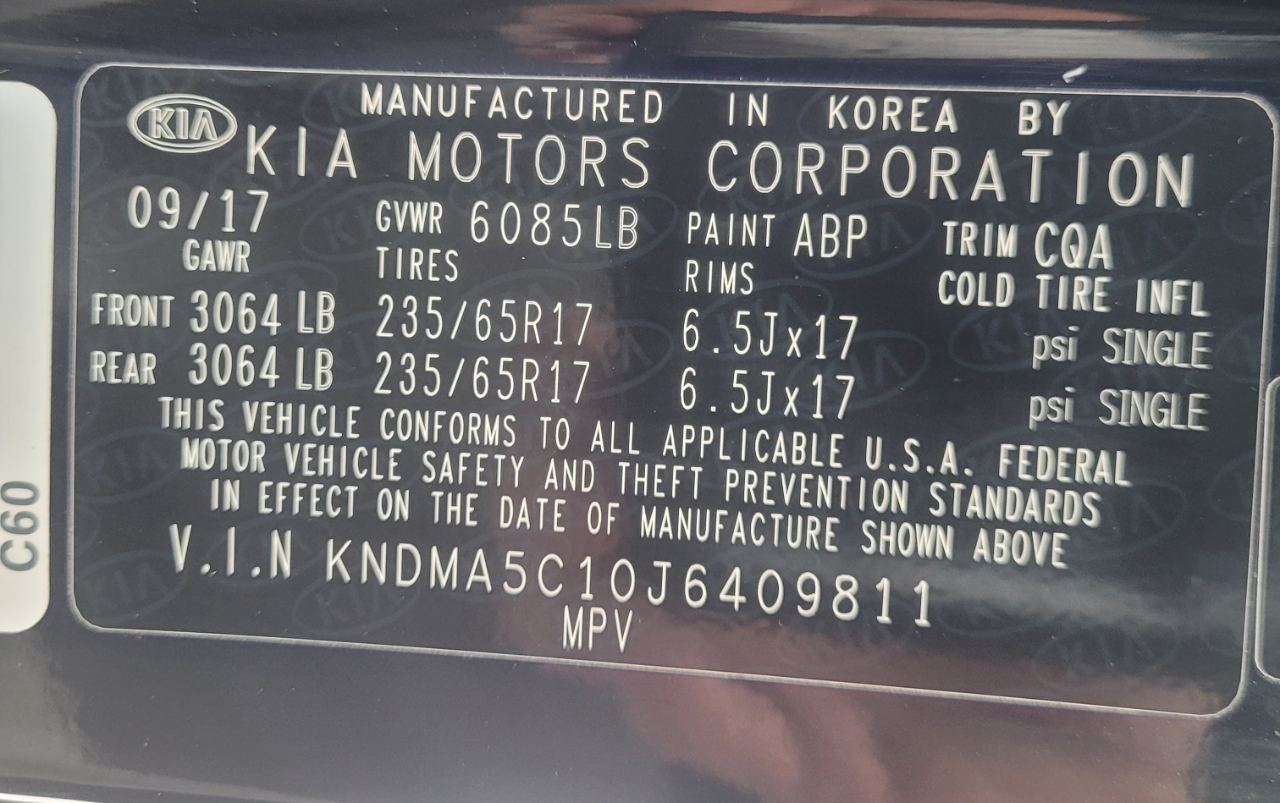 KIA MANUFACTURED IN KOREA BY
KIA MOTORS CORPORATION
09/17 GVWR 6085LB PAINT ABP TRIM CQA
GAWR TIRES RIMS COLD TIRE INFL
FRONT 3064 LB 235/65R17 6.5Jx17 psi SINGLE
REAR 3064 LB 235/65R17 6.5Jx17 psi SINGLE
THIS VEHICLE CONFORMS TO ALL APPLICABLE U.S.A. FEDERAL
MOTOR VEHICLE SAFETY AND THEFT PREVENTION STANDARDS
IN EFFECT ON THE DATE OF MANUFACTURE SHOWN ABOVE
V.I.N KNDMA5C10J6409811
MPV
C60